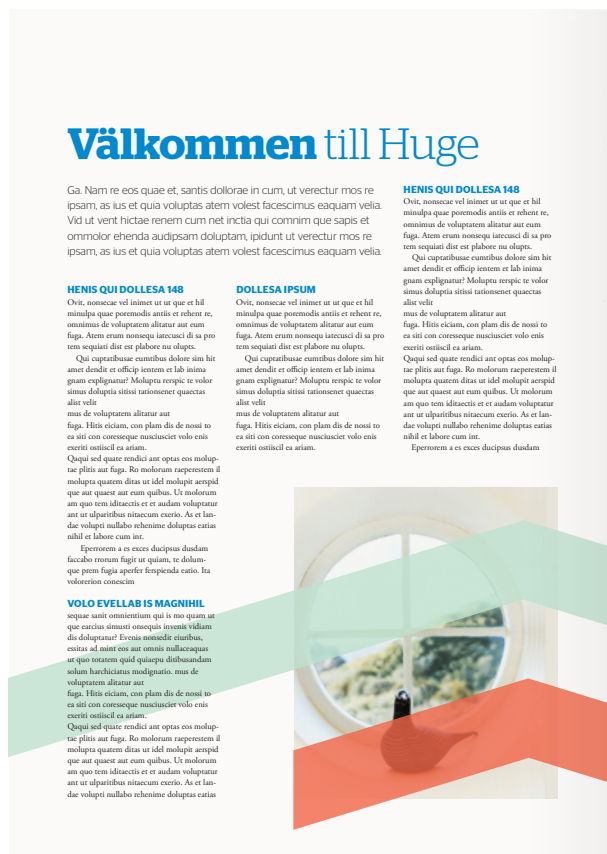 Välkommen till Huge
Ga. Nam re eos quae et, santis dollorae in cum, ut verectur mos re
ipsam, as ius et quia voluptas atem volest facescimus eaquam velia.
Vid ut vent hictae renem cum net inctia qui comnim que sapis et
ommolor ehenda audipsam doluptam, ipidunt ut verectur mos re
ipsam, as ius et quia voluptas atem volest facescimus eaquam velia.
HENIS QUI DOLLESA 148
Ovit, nonsecae vel inimet ut ut que et hil
minulpa quae poremodis antiis et rehent re,
omnimus de voluptatem alitatur aut eum
fuga. Atem erum nonsequ iatecusci di sa pro
tem sequiati dist est plabore nu olupts.
Qui cuptatibusae eumtibus dolore sim hit
amet dendit et officip ientem et lab inima
gnam explignatur? Moluptu rerspic te volor
simus doluptia sitissi tationsenet quaectas
alist velit
mus de voluptatem alitatur aut
fuga. Hitis eiciam, con plam dis de nossi to
ea siti con coresseque nusciusciet volo enis
exeriti ostiscil ea ariam.
Qaqui sed quate rendici ant optas eos molup-
tae plitis aut fuga. Ro molorum raeperestem il
molupta quatem ditas ut idel molupit aerspid
que aut quaest aut eum quibus. Ut molorum
am quo tem iditaectis et et audam voluptatur
ant ut ulparitibus nitaecum exerio. As et lan-
dae volupti nullabo rehenime doluptas eatias
nihil et labore cum int.
Eperrorem a es exces ducipsus dusdam
faccabo rrorum fugit ut quiam, te dolum-
que prem fugia aperfer ferspienda eatio. Ita
volorerion conescim
VOLO EVELLAB IS MAGNIHIL
sequae sanit omnientium qui is mo quam ut
que earcius simusti onsequis invenis vidiam
dis doluptatur? Evenis nonsedit eiuribus,
essitas ad mint eos aut omnis nullaceaquas
ut quo totatem quid quiaepu ditibusandam
solum harchiciatus modignatio. mus de
voluptatem alitatur aut
fuga. Hitis eiciam, con plam dis de nossi to
ea siti con coresseque nusciusciet volo enis
exeriti ostiscil ea ariam.
Qaqui sed quate rendici ant optas eos molup-
tae plitis aut fuga. Ro molorum raeperestem il
molupta quatem ditas ut idel molupit aerspid
que aut quaest aut eum quibus. Ut molorum
am quo tem iditaectis et et audam voluptatur
ant ut ulparitibus nitaecum exerio. As et lan-
dae volupti nullabo rehenime doluptas eatias
DOLLESA IPSUM
Ovit, nonsecae vel inimet ut ut que et hil
minulpa quae poremodis antiis et rehent re,
omnimus de voluptatem alitatur aut eum
fuga. Atem erum nonsequ iatecusci di sa pro
tem sequiati dist est plabore nu olupts.
Qui cuptatibusae eumtibus dolore sim hit
amet dendit et officip ientem et lab inima
gnam explignatur? Moluptu rerspic te volor
simus doluptia sitissi tationsenet quaectas
alist velit
mus de voluptatem alitatur aut
fuga. Hitis eiciam, con plam dis de nossi to
ea siti con coresseque nusciusciet volo enis
exeriti ostiscil ea ariam.
HENIS QUI DOLLESA 148
Ovit, nonsecae vel inimet ut ut que et hil
minulpa quae poremodis antiis et rehent re,
omnimus de voluptatem alitatur aut eum
fuga. Atem erum nonsequ iatecusci di sa pro
tem sequiati dist est plabore nu olupts.
Qui cuptatibusae eumtibus dolore sim hit
amet dendit et officip ientem et lab inima
gnam explignatur? Moluptu rerspic te volor
simus doluptia sitissi tationsenet quaectas
alist velit
mus de voluptatem alitatur aut
fuga. Hitis eiciam, con plam dis de nossi to
ea siti con coresseque nusciusciet volo enis
exeriti ostiscil ea ariam.
Qaqui sed quate rendici ant optas eos molup-
tae plitis aut fuga. Ro molorum raeperestem il
molupta quatem ditas ut idel molupit aerspid
que aut quaest aut eum quibus. Ut molorum
am quo tem iditaectis et et audam voluptatur
ant ut ulparitibus nitaecum exerio. As et lan-
dae volupti nullabo rehenime doluptas eatias
nihil et labore cum int.
Eperrorem a es exces ducipsus dusdam